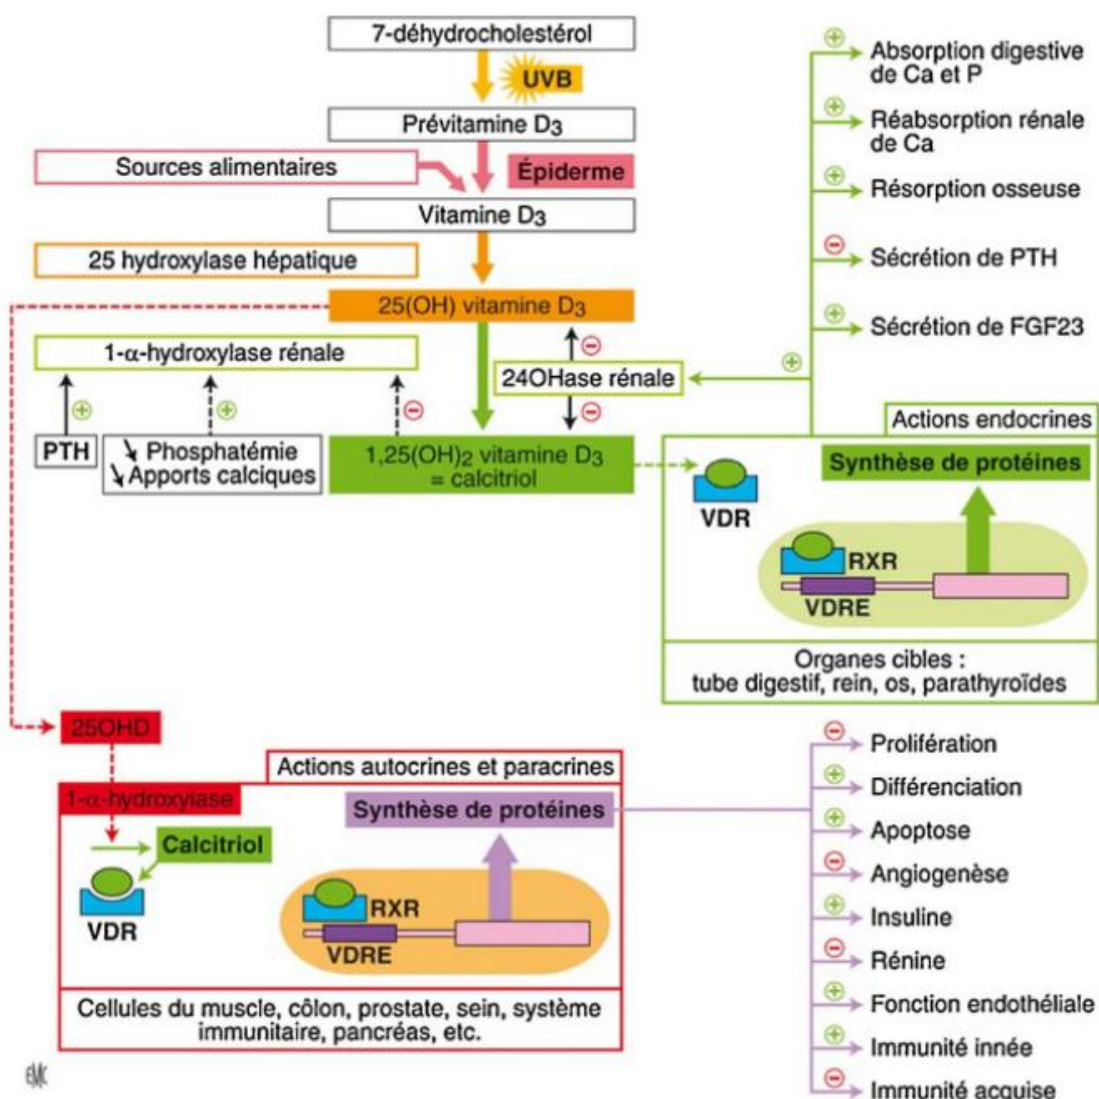 7-déhydrocholestérol
UVB
Prévitamine D3
Sources alimentaires
Épiderme
Vitamine D3
25 hydroxylase hépatique
25(OH) vitamine D3
1-α-hydroxylase rénale
24OHase rénale
PTH
↘ Phosphatémie
↘ Apports calciques
1,25(OH)2 vitamine D3
= calcitriol
Absorption digestive
de Ca et P
Réabsorption rénale
de Ca
Résorption osseuse
Sécrétion de PTH
Sécrétion de FGF23
Actions endocrines
Synthèse de protéines
VDR
RXR
VDRE
Organes cibles :
tube digestif, rein, os, parathyroïdes
25OHD
Actions autocrines et paracrines
1-α-hydroxylase
Synthèse de protéines
Calcitriol
VDR
RXR
VDRE
Cellules du muscle, côlon, prostate, sein, système
immunitaire, pancréas, etc.
Prolifération
Différenciation
Apoptose
Angiogenèse
Insuline
Rénine
Fonction endothéliale
Immunité innée
Immunité acquise
EMC